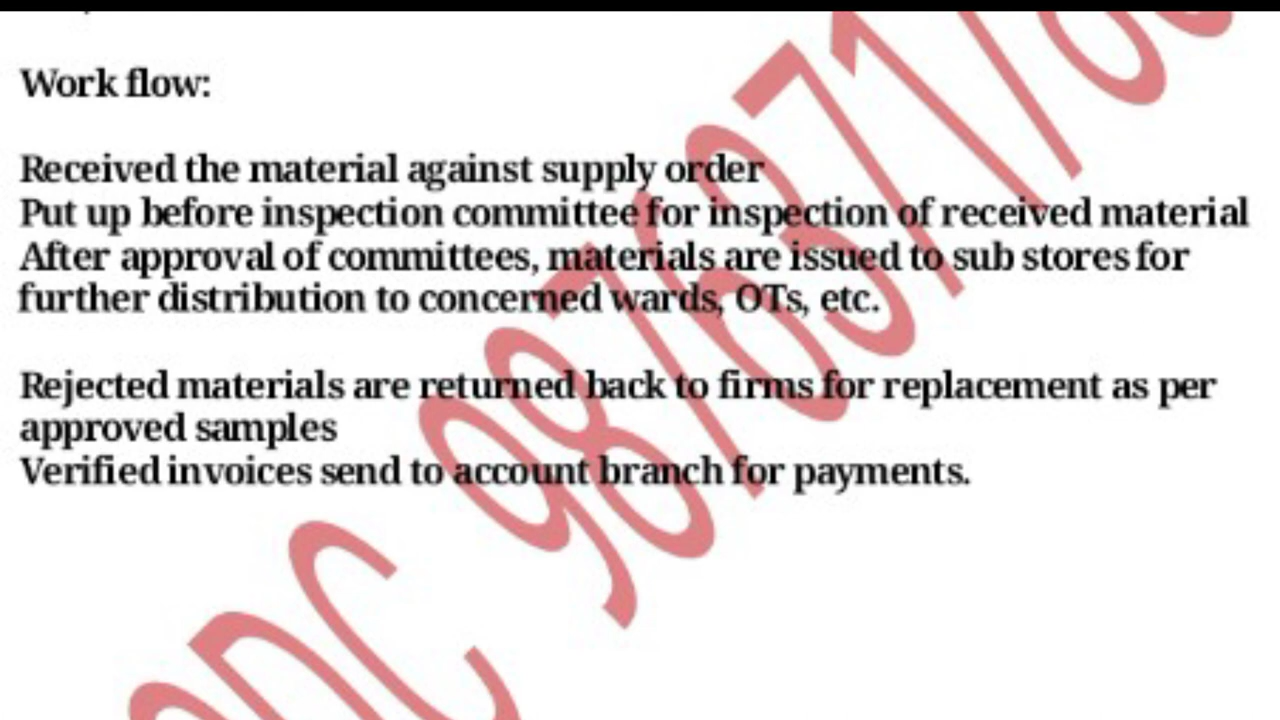 Work flow:
Received the material against supply order
Put up before inspection committee for inspection of received material
After approval of committees, materials are issued to sub stores for
further distribution to concerned wards, OTs, etc.
Rejected materials are returned back to firms for replacement as per
approved samples
Verified invoices send to account branch for payments.